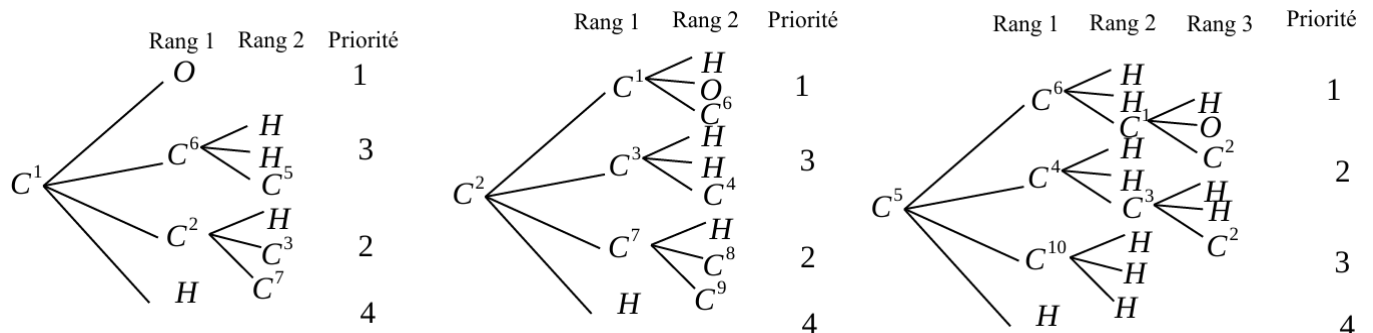 Rang 1 Rang 2 Priorité
O 1
C¹
C⁶ H H C⁵ 3
C² H C³ C⁷ 2
H 4
Rang 1 Rang 2 Priorité
C²
C¹ H O C⁶ 1
C³ H H C⁴ 3
C⁷ H C⁸ C⁹ 2
H 4
Rang 1 Rang 2 Rang 3 Priorité
C⁵
C⁶ H H C¹ H O C² 1
C⁴ H H C³ H H C² 2
C¹⁰ H H H 3
H 4